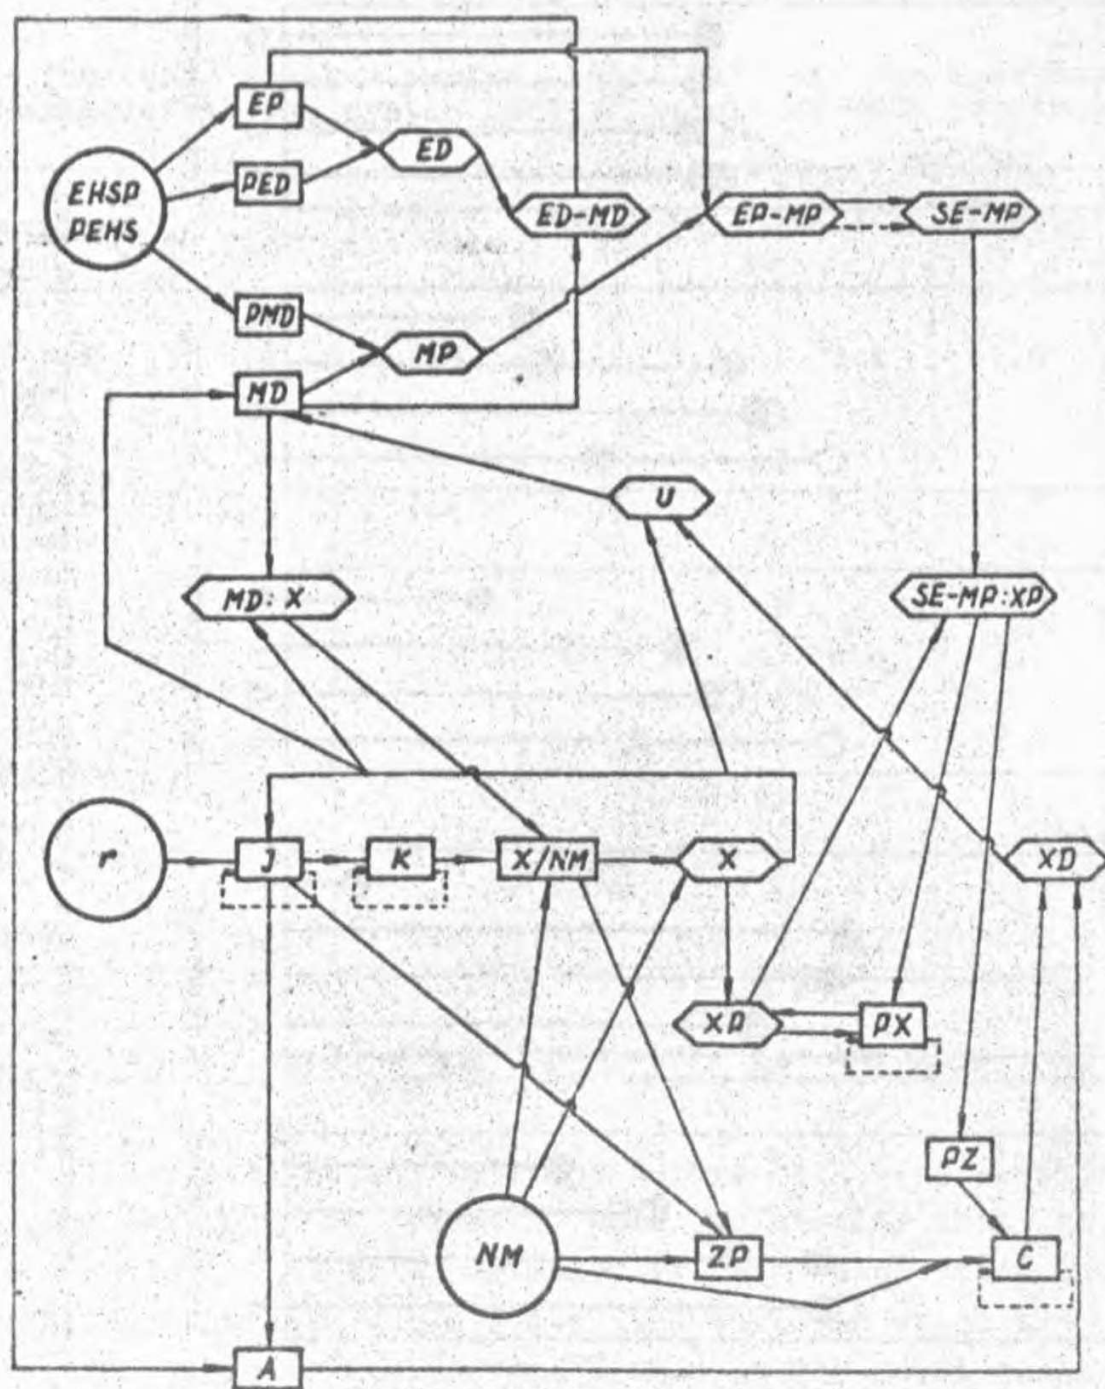 EP
ED
EHSP
PEHS
PED
ED-MD
EP-MP
SE-MP
PMD
MP
MD
U
MD: X
SE-MP:XP
r
J
K
X/NM
X
XD
XP
PX
PZ
NM
ZP
C
A